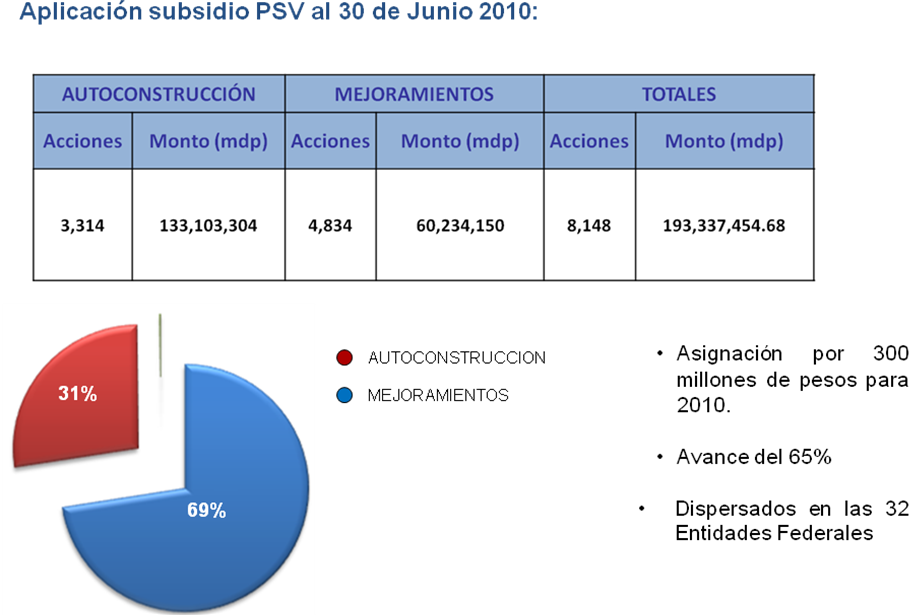 Aplicación subsidio PSV al 30 de Junio 2010:
AUTOCONSTRUCCIÓN MEJORAMIENTOS TOTALES
Acciones Monto (mdp) Acciones Monto (mdp) Acciones Monto (mdp)
3,314 133,103,304 4,834 60,234,150 8,148 193,337,454.68
31%
69%
AUTOCONSTRUCCION
MEJORAMIENTOS
• Asignación por 300
millones de pesos para
2010.
• Avance del 65%
• Dispersados en las 32
Entidades Federales